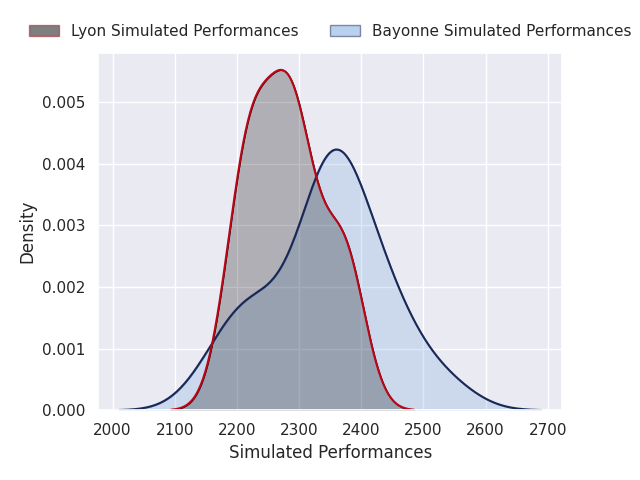 Lyon Simulated Performances
Bayonne Simulated Performances
Density
0.005
0.004
0.003
0.002
0.001
0.000
2000 2100 2200 2300 2400 2500 2600 2700
Simulated Performances